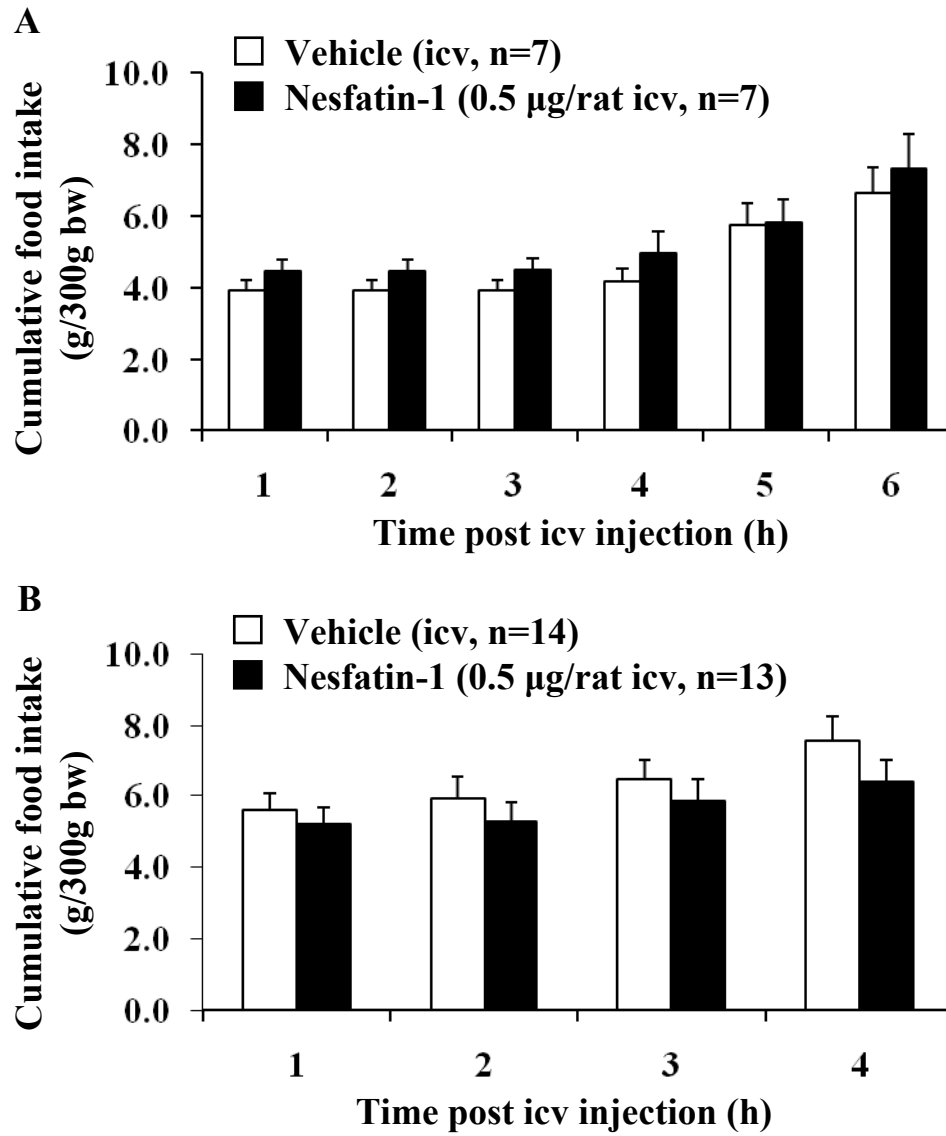 A
Vehicle (icv, n=7)
Nesfatin-1 (0.5 µg/rat icv, n=7)
Cumulative food intake
(g/300g bw)
10.0
8.0
6.0
4.0
2.0
0.0
1 2 3 4 5 6
Time post icv injection (h)
B
Vehicle (icv, n=14)
Nesfatin-1 (0.5 µg/rat icv, n=13)
Cumulative food intake
(g/300g bw)
10.0
8.0
6.0
4.0
2.0
0.0
1 2 3 4
Time post icv injection (h)